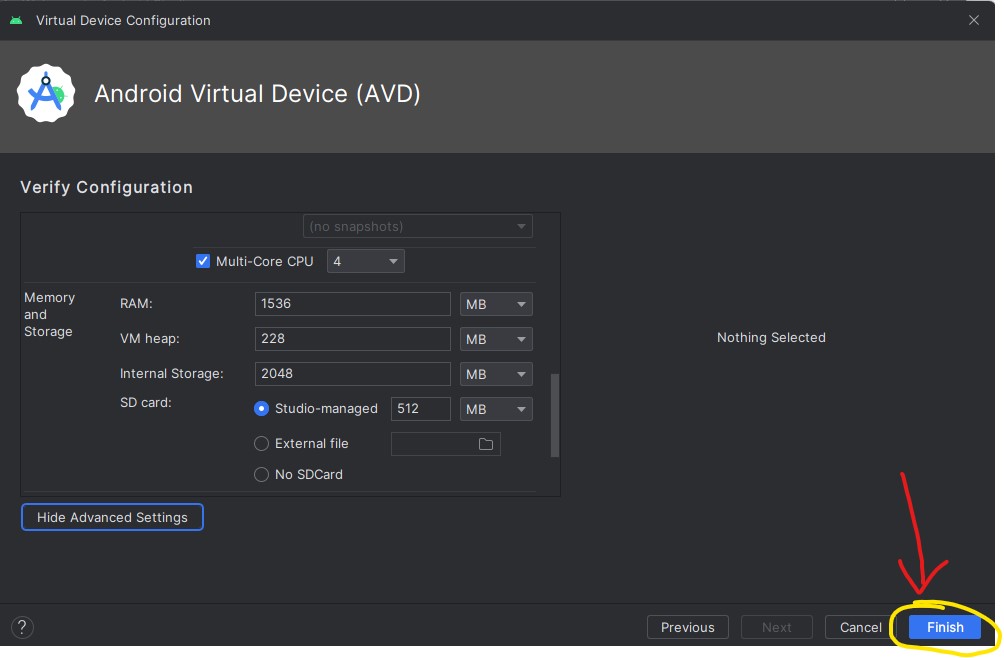 Virtual Device Configuration
Android Virtual Device (AVD)
Verify Configuration
(no snapshots)
Multi-Core CPU 4
Memory and Storage
RAM: 1536 MB
VM heap: 228 MB
Internal Storage: 2048 MB
SD card:
Studio-managed 512 MB
External file
No SDCard
Nothing Selected
Hide Advanced Settings
? Previous Next Cancel Finish